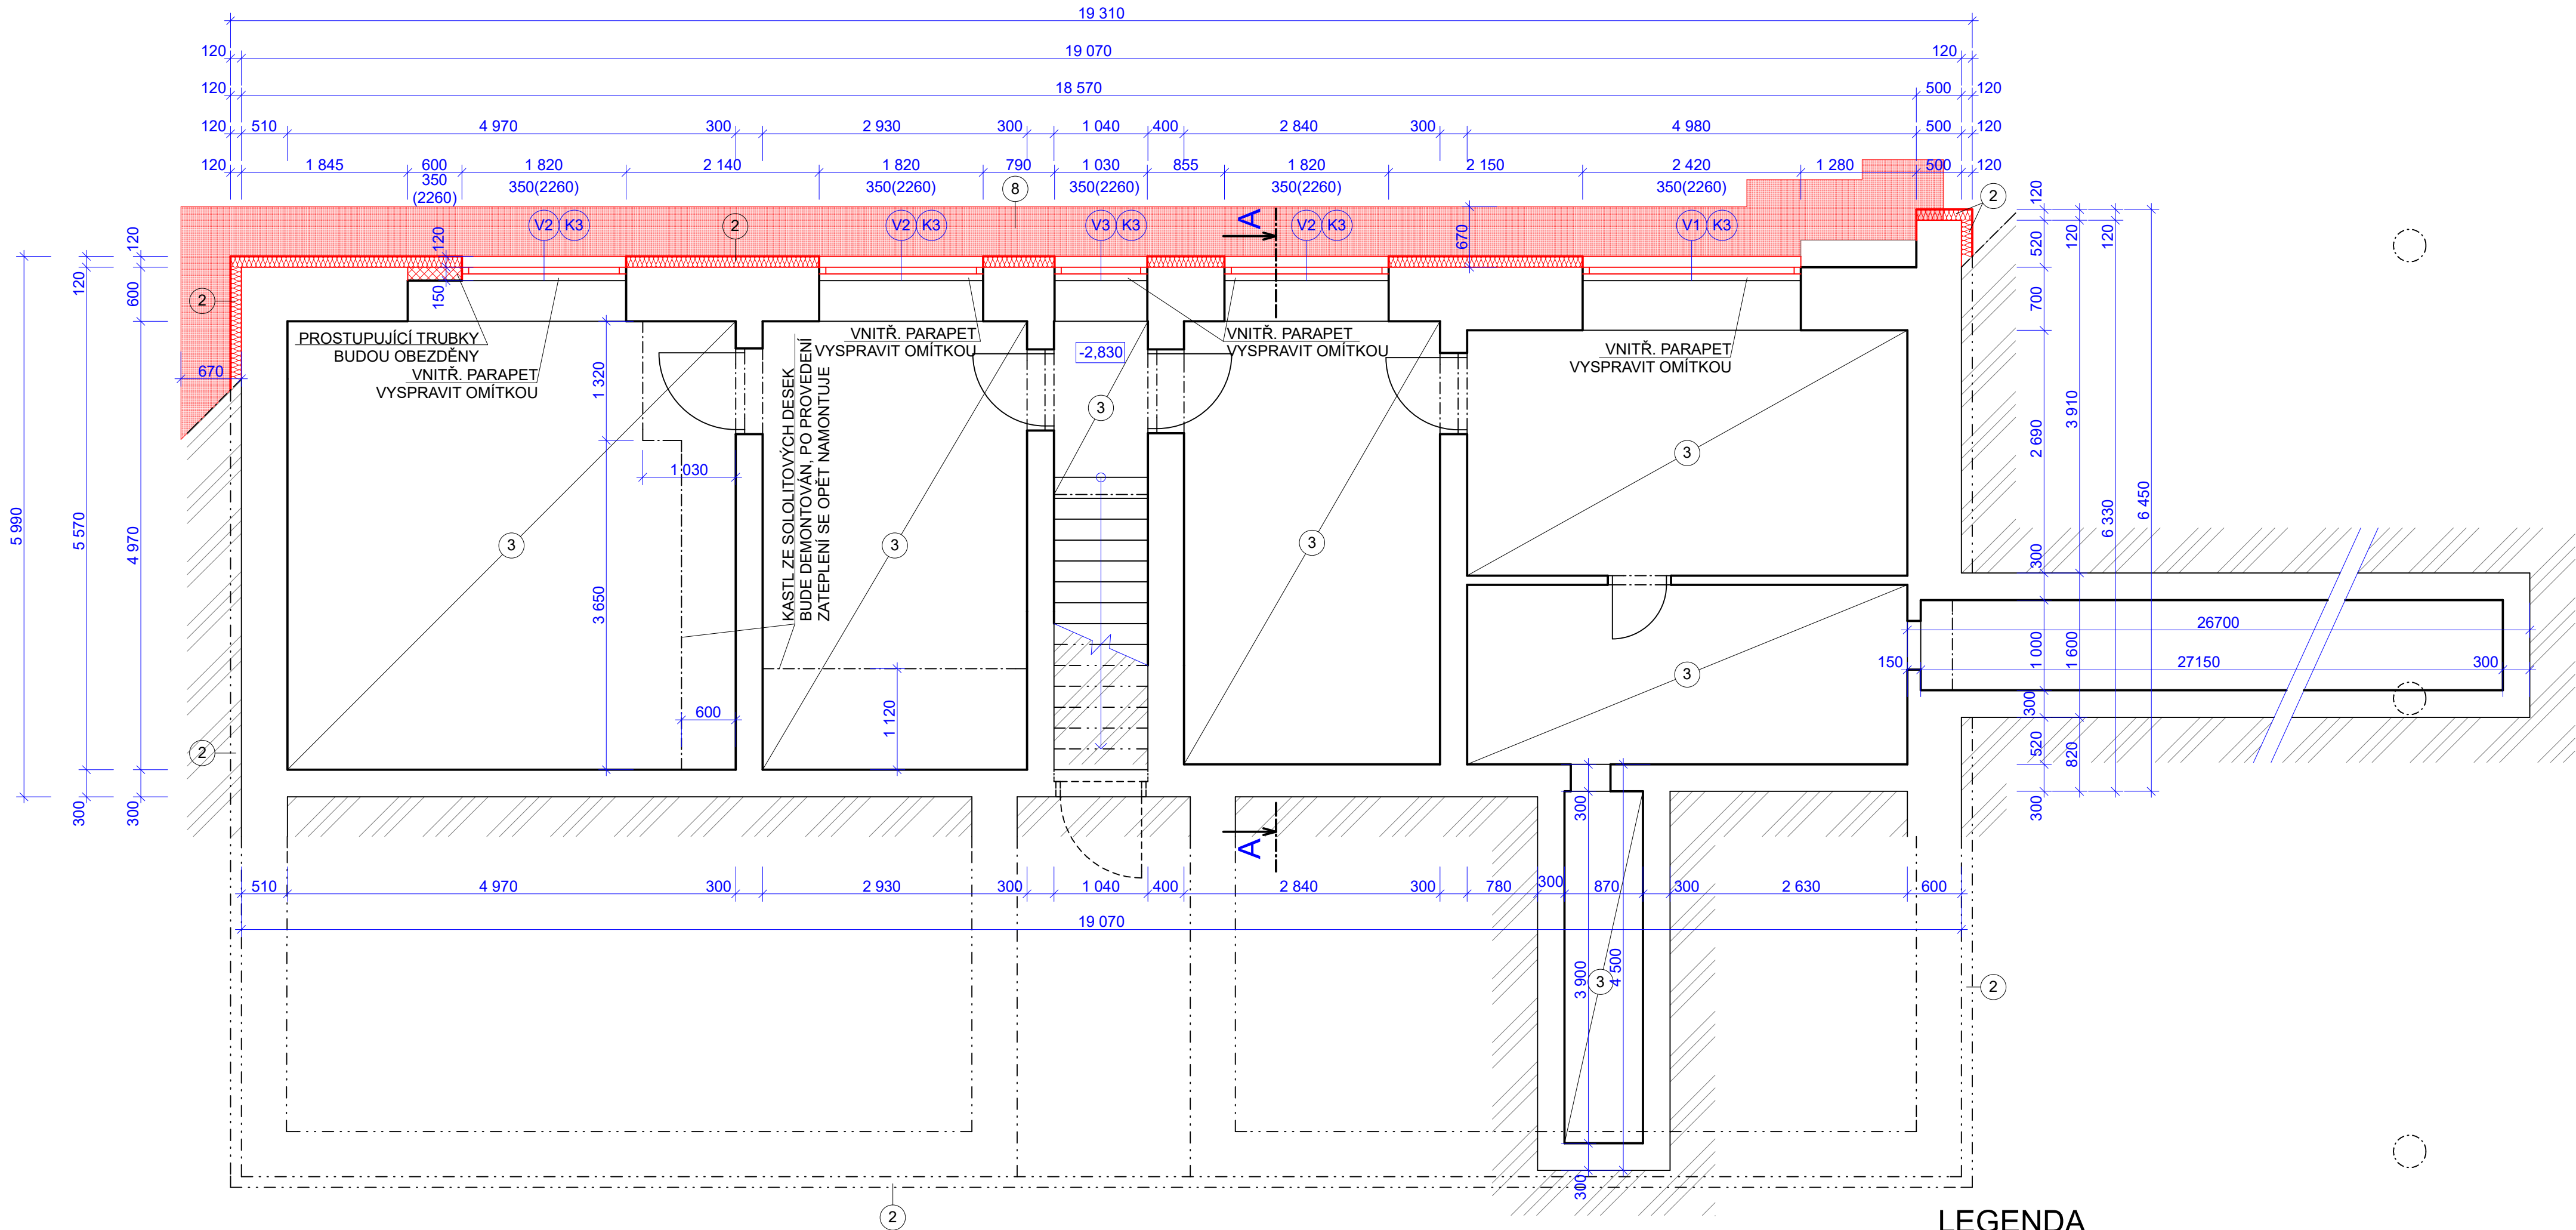 19 310
120 19 070 120
120 18 570 500 120
120 510 4 970 300 2 930 300 1 040 400 2 840 300 4 980 500 120
120 1 845 600 1 820 2 140 1 820 790 1 030 855 1 820 2 150 2 420 1 280 500 120
350 350(2260) 350(2260) 350(2260) 350(2260) 350(2260)
(2260)
8
2
V2 K3
2
V2 K3
V3 K3
A
V2 K3
670
V1 K3
120
120
150
120
600
120
2
670
PROSTUPUJÍCÍ TRUBKY
BUDOU OBEZDĚNY
VNITŘ. PARAPET
VYSPRAVIT OMÍTKOU
VNITŘ. PARAPET
VYSPRAVIT OMÍTKOU
-2,830
VNITŘ. PARAPET
VYSPRAVIT OMÍTKOU
VNITŘ. PARAPET
VYSPRAVIT OMÍTKOU
KASTL ZE SOLOLITOVÝCH DESEK
BUDE DEMONTOVÁN, PO PROVEDENÍ
ZATEPLENÍ SE OPĚT NAMONTUJE
1 320
1 030
3 650
600
1 120
3
3
3
3
3
3
3
5 990
5 570
4 970
300
300
2
120
520
700
2 690
300
1 000
300
520
300
120
3 910
1 600
820
120
6 330
6 450
26700
150 27150 300
A
510 4 970 300 2 930 300 1 040 400 2 840 300 780 300 870 300 2 630 600
19 070
300
3 900
4 500
300
2
2
LEGENDA